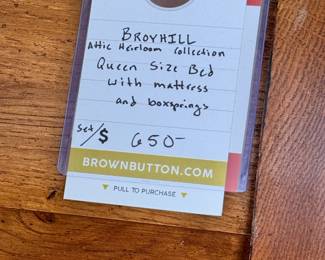 BROYHILL
Attic Heirloom Collection
Queen Size Bed
with mattress
and boxsprings
set/$ 650-
BROWNBUTTON.COM
PULL TO PURCHASE